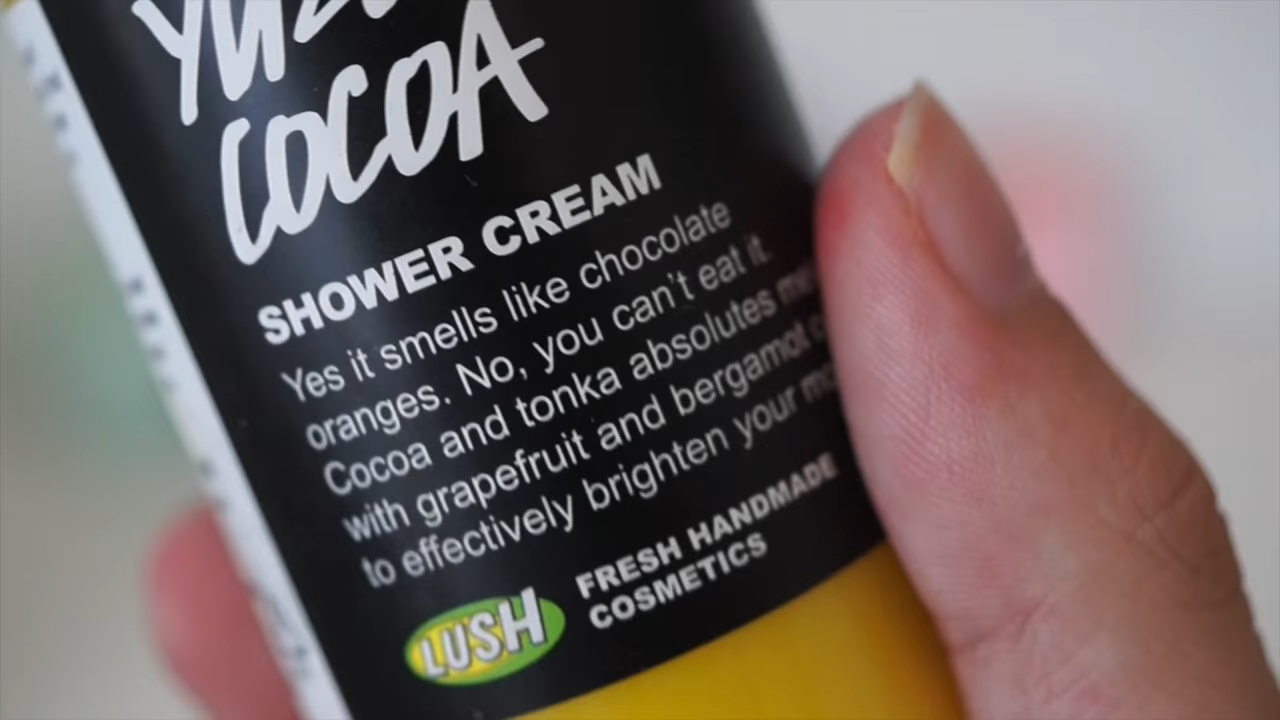 COCOA
SHOWER CREAM
Yes it smells like chocolate
oranges. No, you can't eat it.
Cocoa and tonka absolutes
with grapefruit and bergamot
to effectively brighten your
LUSH
FRESH HANDMADE
COSMETICS